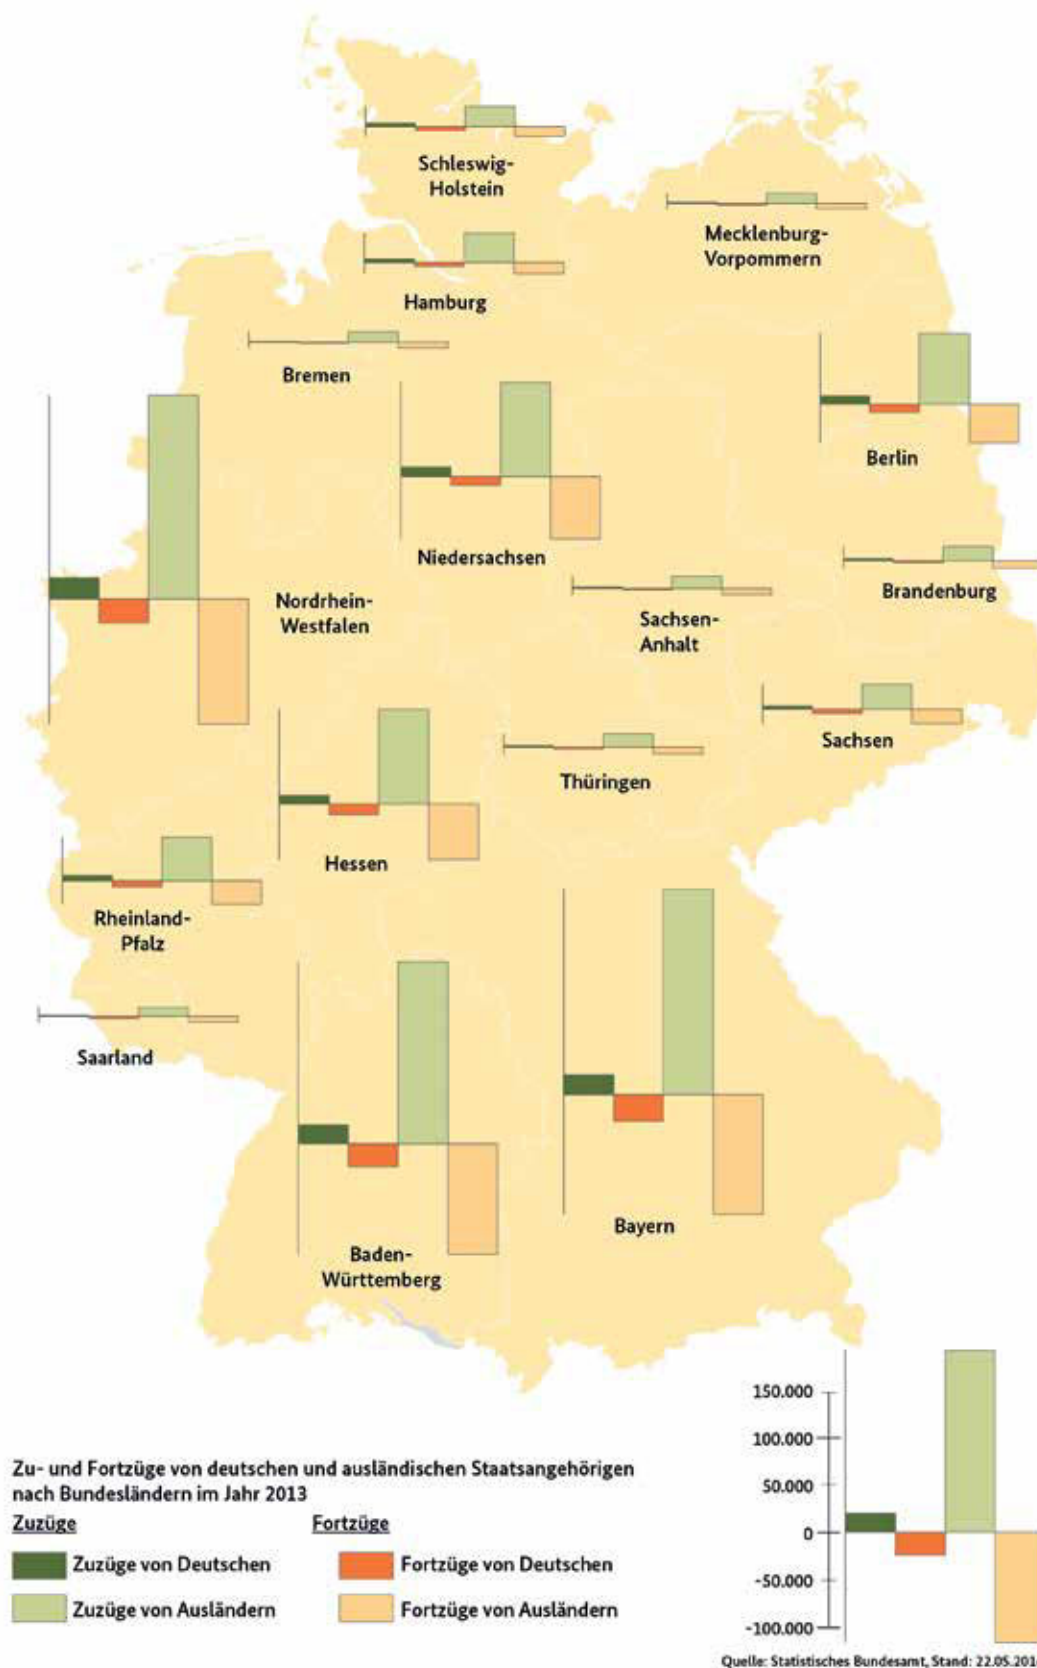 Schleswig-
Holstein
Mecklenburg-
Vorpommern
Hamburg
Bremen
Berlin
Niedersachsen
Brandenburg
Nordrhein-
Westfalen
Sachsen-
Anhalt
Sachsen
Thüringen
Hessen
Rheinland-
Pfalz
Saarland
Bayern
Baden-
Württemberg
150.000
100.000
50.000
0
-50.000
-100.000
Zu- und Fortzüge von deutschen und ausländischen Staatsangehörigen
nach Bundesländern im Jahr 2013
Zuzüge
Fortzüge
Zuzüge von Deutschen
Fortzüge von Deutschen
Zuzüge von Ausländern
Fortzüge von Ausländern
Quelle: Statistisches Bundesamt, Stand: